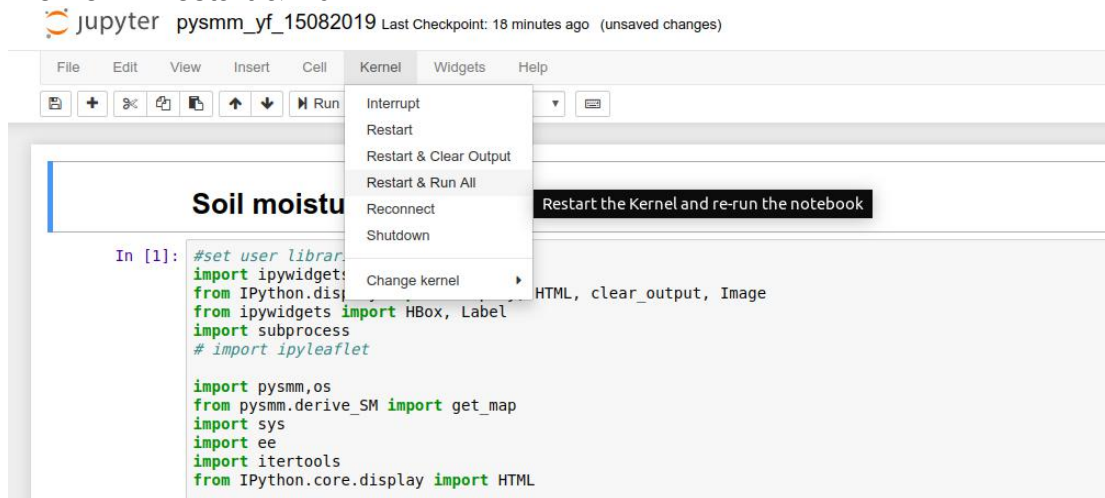 jupyter pysmm_yf_15082019 Last Checkpoint: 18 minutes ago (unsaved changes)
File Edit View Insert Cell Kernel Widgets Help
Run
Interrupt
Restart
Restart & Clear Output
Restart & Run All
Restart the Kernel and re-run the notebook
Reconnect
Shutdown
Change kernel
Soil moistu
In [1]: #set user librar
import ipywidgets
from IPython.disp HTML, clear_output, Image
from ipywidgets import HBox, Label
import subprocess
# import ipyleaflet
import pysmm,os
from pysmm.derive_SM import get_map
import sys
import ee
import itertools
from IPython.core.display import HTML